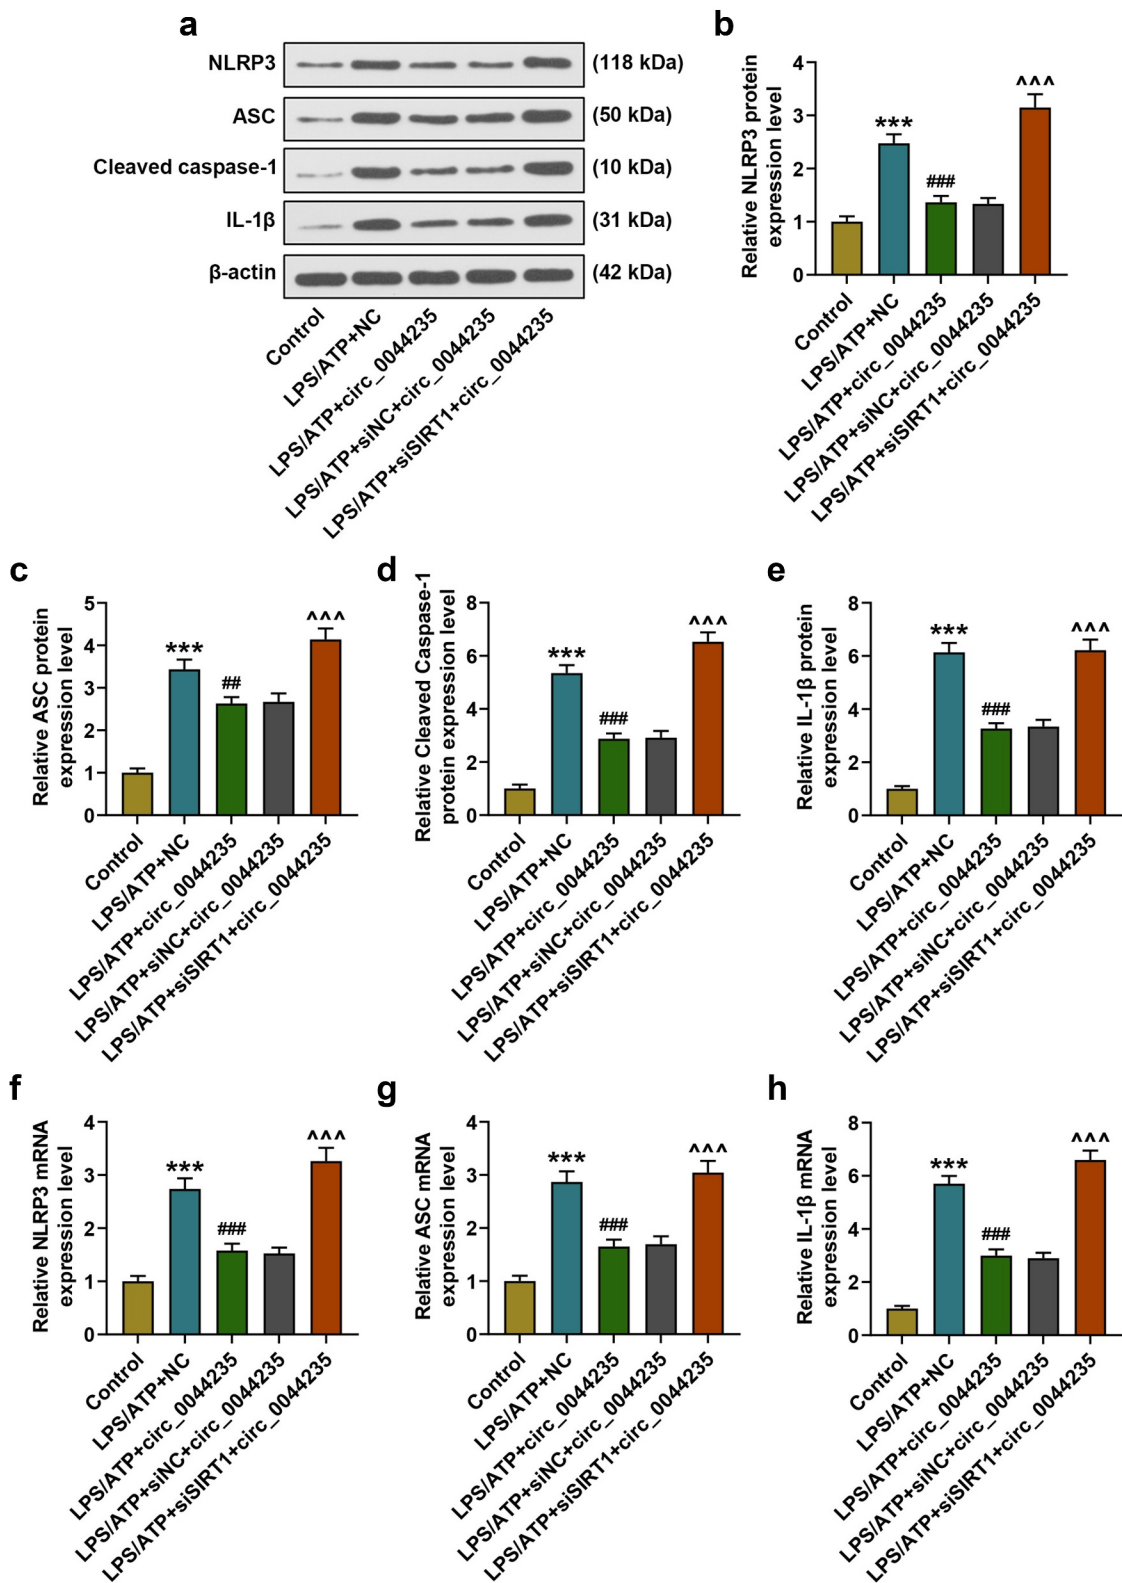 a
NLRP3 (118 kDa)
ASC (50 kDa)
Cleaved caspase-1 (10 kDa)
IL-1β (31 kDa)
β-actin (42 kDa)
Control
LPS/ATP+NC
LPS/ATP+circ_0044235
LPS/ATP+siNC+circ_0044235
LPS/ATP+siSIRT1+circ_0044235
b
Relative NLRP3 protein
expression level
4
3
2
1
0
***
###
^^^
Control
LPS/ATP+NC
LPS/ATP+circ_0044235
LPS/ATP+siNC+circ_0044235
LPS/ATP+siSIRT1+circ_0044235
c
Relative ASC protein
expression level
5
4
3
2
1
0
***
##
^^^
Control
LPS/ATP+NC
LPS/ATP+circ_0044235
LPS/ATP+siNC+circ_0044235
LPS/ATP+siSIRT1+circ_0044235
d
Relative Cleaved Caspase-1
protein expression level
8
6
4
2
0
***
###
^^^
Control
LPS/ATP+NC
LPS/ATP+circ_0044235
LPS/ATP+siNC+circ_0044235
LPS/ATP+siSIRT1+circ_0044235
e
Relative IL-1β protein
expression level
8
6
4
2
0
***
###
^^^
Control
LPS/ATP+NC
LPS/ATP+circ_0044235
LPS/ATP+siNC+circ_0044235
LPS/ATP+siSIRT1+circ_0044235
f
Relative NLRP3 mRNA
expression level
4
3
2
1
0
***
###
^^^
Control
LPS/ATP+NC
LPS/ATP+circ_0044235
LPS/ATP+siNC+circ_0044235
LPS/ATP+siSIRT1+circ_0044235
g
Relative ASC mRNA
expression level
4
3
2
1
0
***
###
^^^
Control
LPS/ATP+NC
LPS/ATP+circ_0044235
LPS/ATP+siNC+circ_0044235
LPS/ATP+siSIRT1+circ_0044235
h
Relative IL-1β mRNA
expression level
8
6
4
2
0
***
###
^^^
Control
LPS/ATP+NC
LPS/ATP+circ_0044235
LPS/ATP+siNC+circ_0044235
LPS/ATP+siSIRT1+circ_0044235